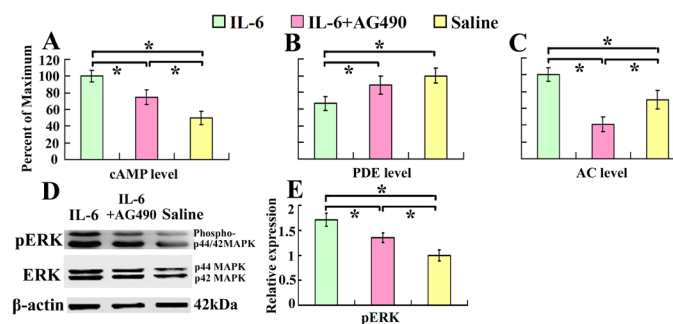 IL-6 IL-6+AG490 Saline
A
Percent of Maximum
120
100
80
60
40
20
0
*
* *
cAMP level
B
*
*
PDE level
C
*
* *
AC level
D
IL-6 IL-6 +AG490 Saline
pERK
Phospho-
p44/42MAPK
ERK
p44 MAPK
p42 MAPK
β-actin 42kDa
E
Relative expression
2
1.5
1
0.5
0
*
* *
pERK